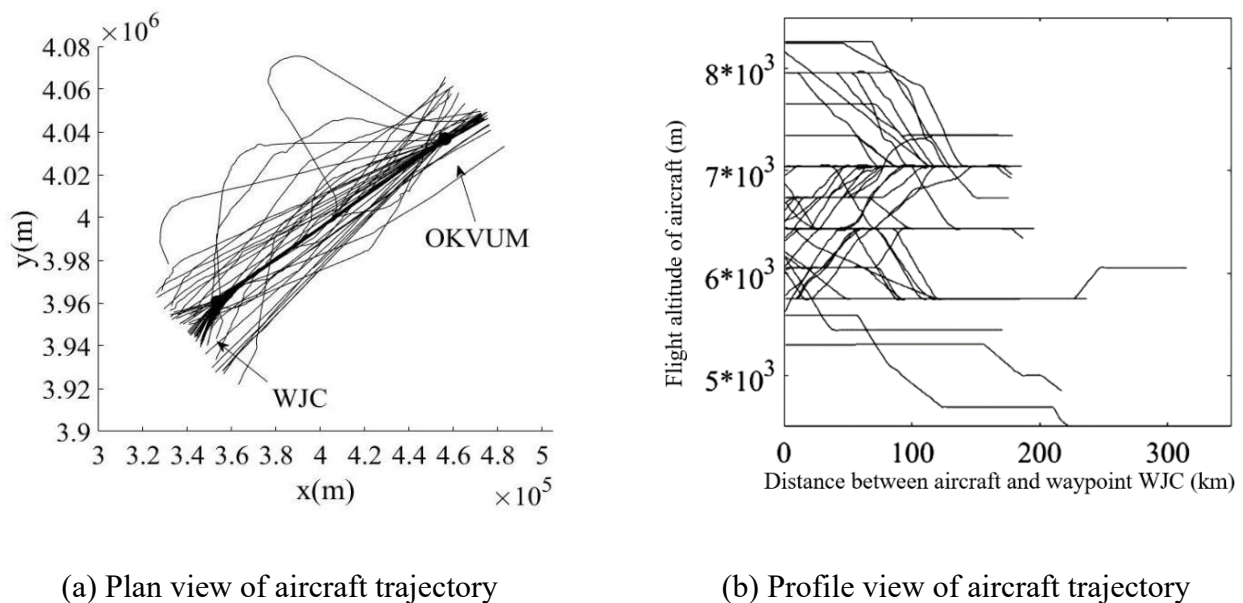 ×10⁶
4.08
4.06
4.04
4.02
4
3.98
3.96
3.94
3.92
3.9
y(m)
OKVUM
WJC
3 3.2 3.4 3.6 3.8 4 4.2 4.4 4.6 4.8 5
x(m)
×10⁵
(a) Plan view of aircraft trajectory
Flight altitude of aircraft (m)
8*10³
7*10³
6*10³
5*10³
0 100 200 300
Distance between aircraft and waypoint WJC (km)
(b) Profile view of aircraft trajectory